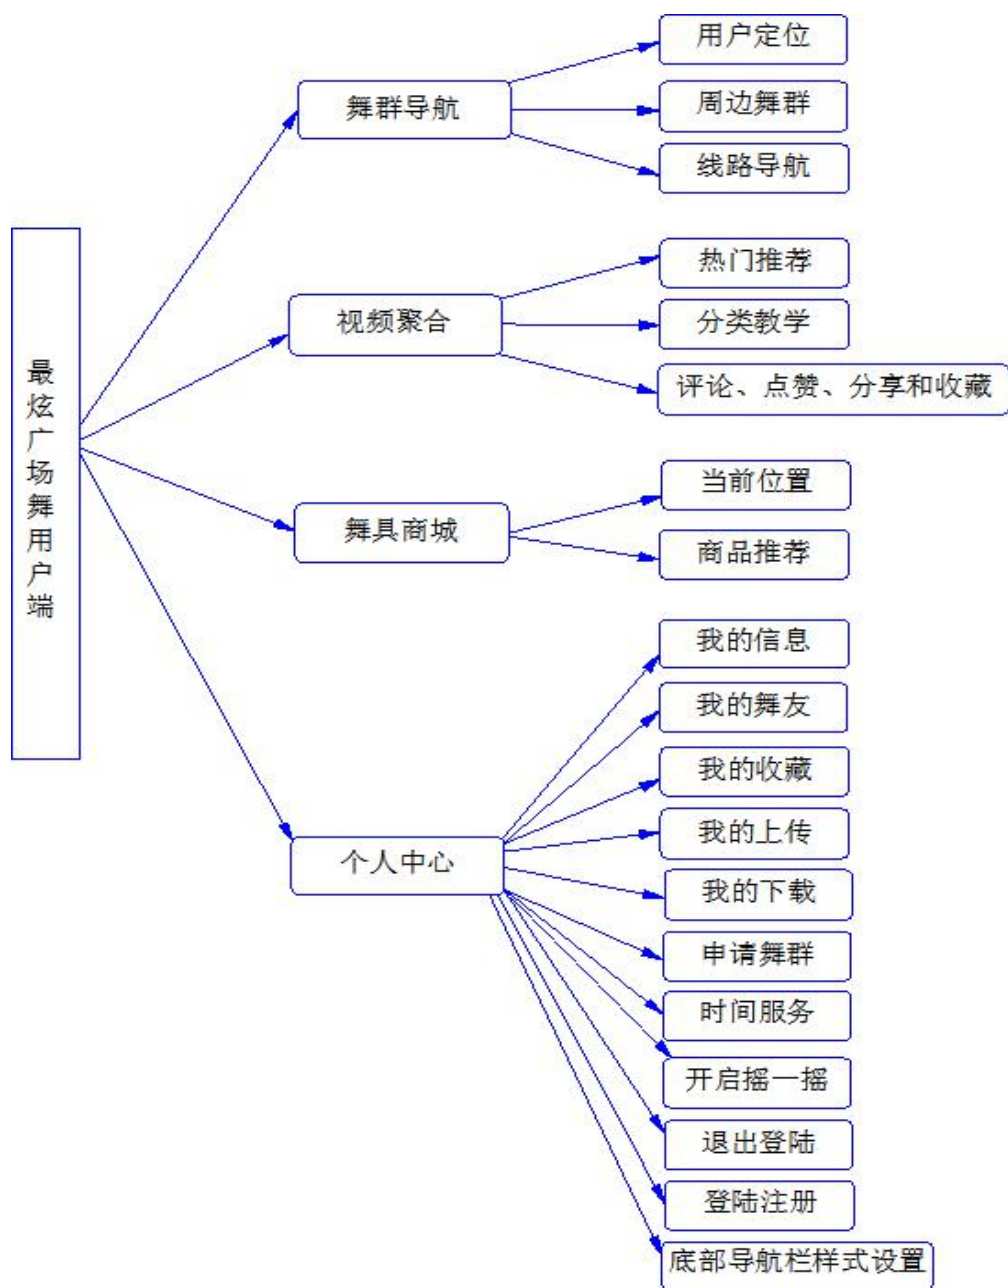 最炫广场舞用户端
舞群导航
用户定位
周边舞群
线路导航
视频聚合
热门推荐
分类教学
评论、点赞、分享和收藏
舞具商城
当前位置
商品推荐
个人中心
我的信息
我的舞友
我的收藏
我的上传
我的下载
申请舞群
时间服务
开启摇一摇
退出登陆
登陆注册
底部导航栏样式设置